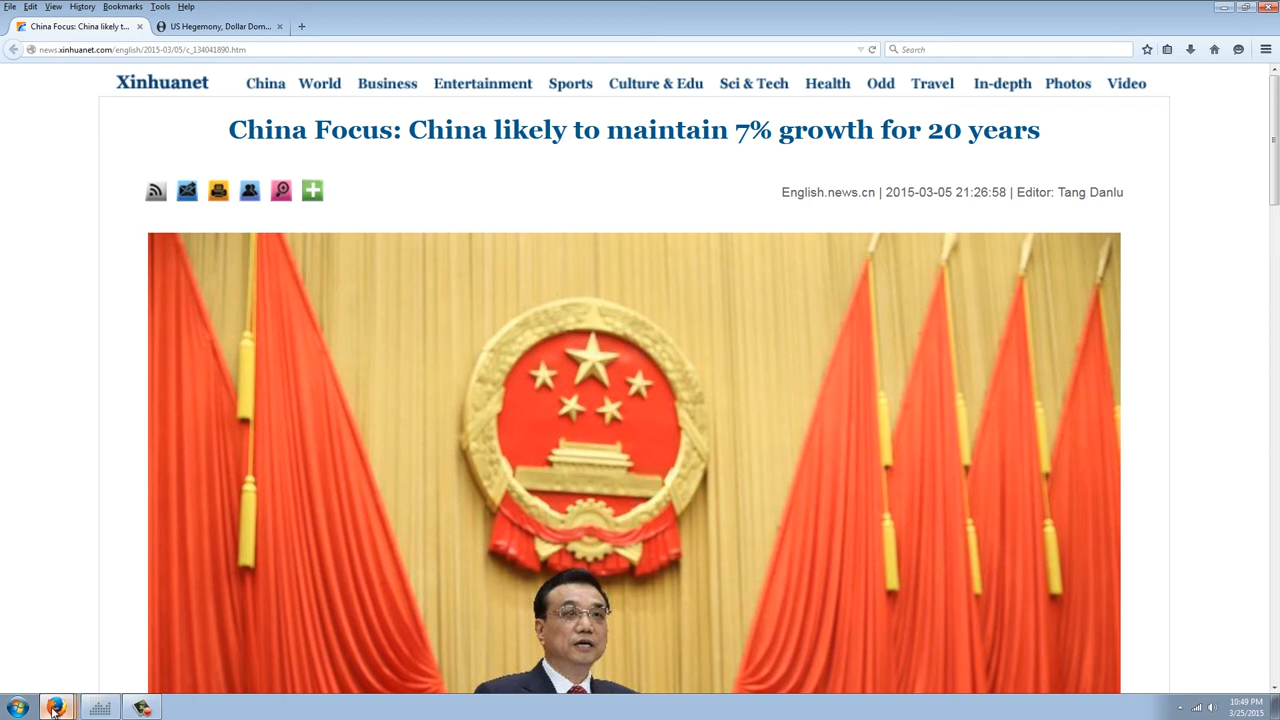 File Edit View History Bookmarks Tools Help
China Focus: China likely t... × US Hegemony, Dollar Dom... × +
news.xinhuanet.com/english/2015-03/05/c_134041890.htm Search
Xinhuanet China World Business Entertainment Sports Culture & Edu Sci & Tech Health Odd Travel In-depth Photos Video
China Focus: China likely to maintain 7% growth for 20 years
English.news.cn | 2015-03-05 21:26:58 | Editor: Tang Danlu
10:49 PM
3/25/2015